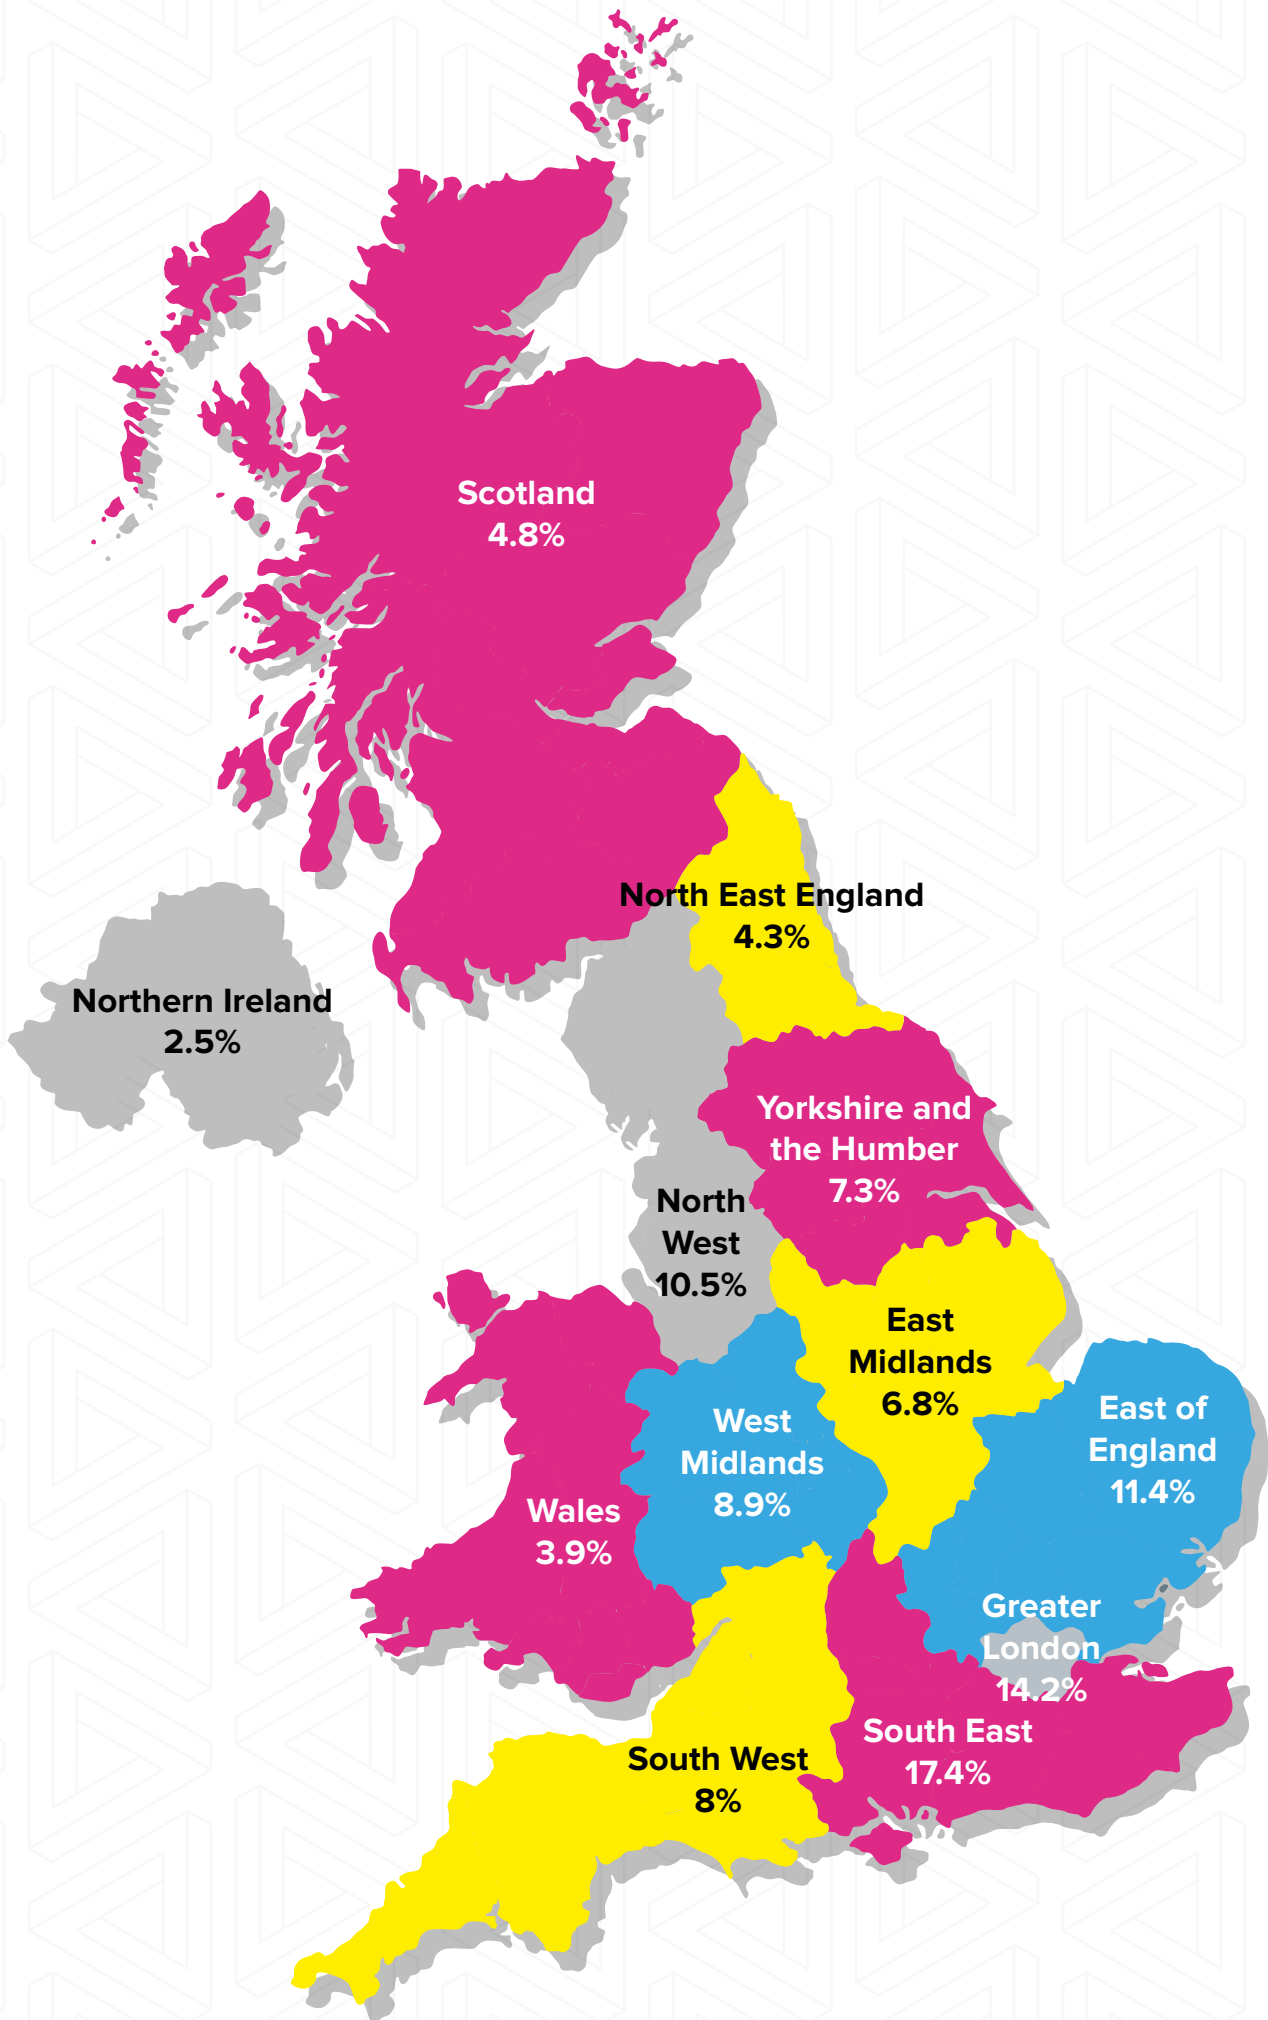 Scotland
4.8%
North East England
4.3%
Northern Ireland
2.5%
Yorkshire and
the Humber
7.3%
North
West
10.5%
East
Midlands
6.8%
East of
England
11.4%
West
Midlands
8.9%
Wales
3.9%
Greater
London
14.2%
South East
17.4%
South West
8%